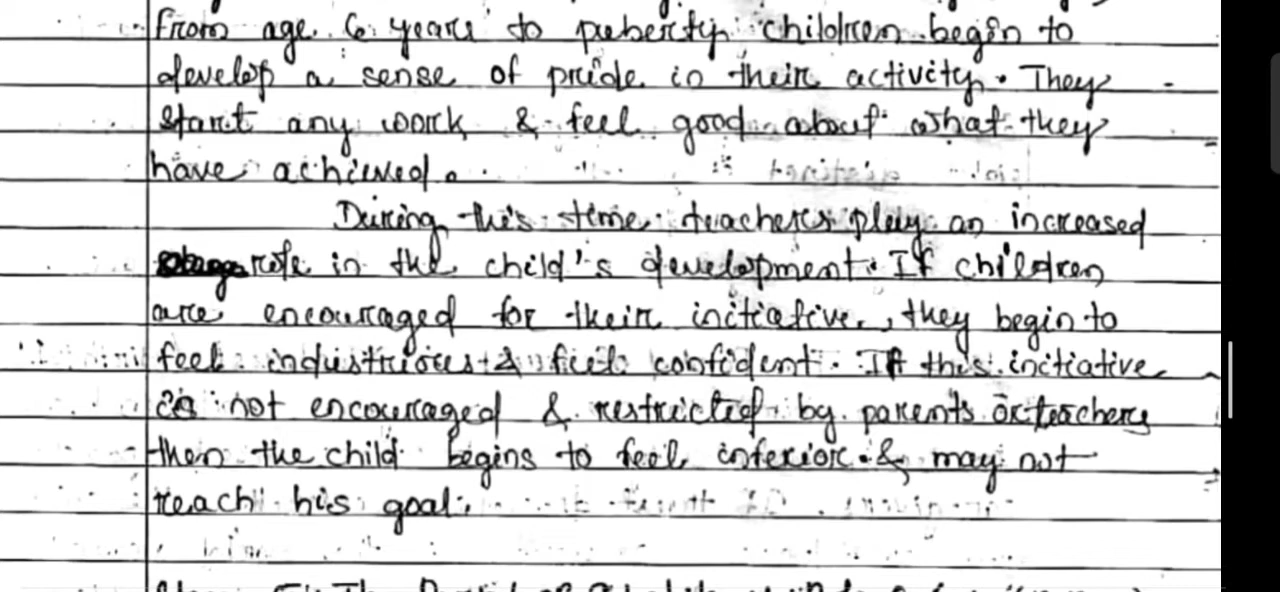 From age 6 years to puberty children begin to
develop a sense of pride in their activity. They
start any work & feel good about what they
have achieved.
During this time teachers play an increased
role in the child's development. If children
are encouraged for their initiative, they begin to
feel industrious & feel confident. If this initiative
is not encouraged & restricted by parents or teachers
then the child begins to feel inferior & may not
reach his goal.